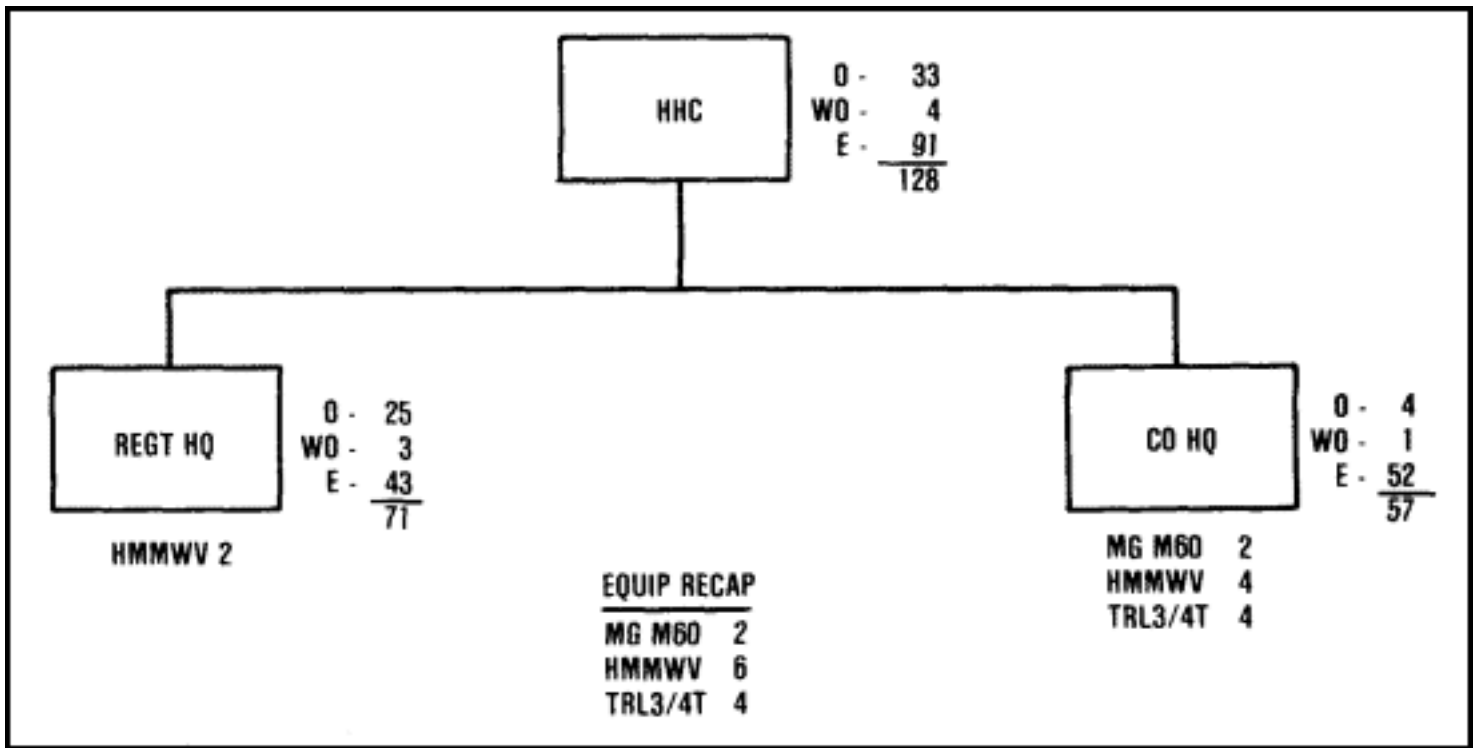 HHC
O - 33
WO - 4
E - 91
128
REGT HQ
O - 25
WO - 3
E - 43
71
HMMWV 2
CO HQ
O - 4
WO - 1
E - 52
57
MG M60 2
HMMWV 4
TRL3/4T 4
EQUIP RECAP
MG M60 2
HMMWV 6
TRL3/4T 4